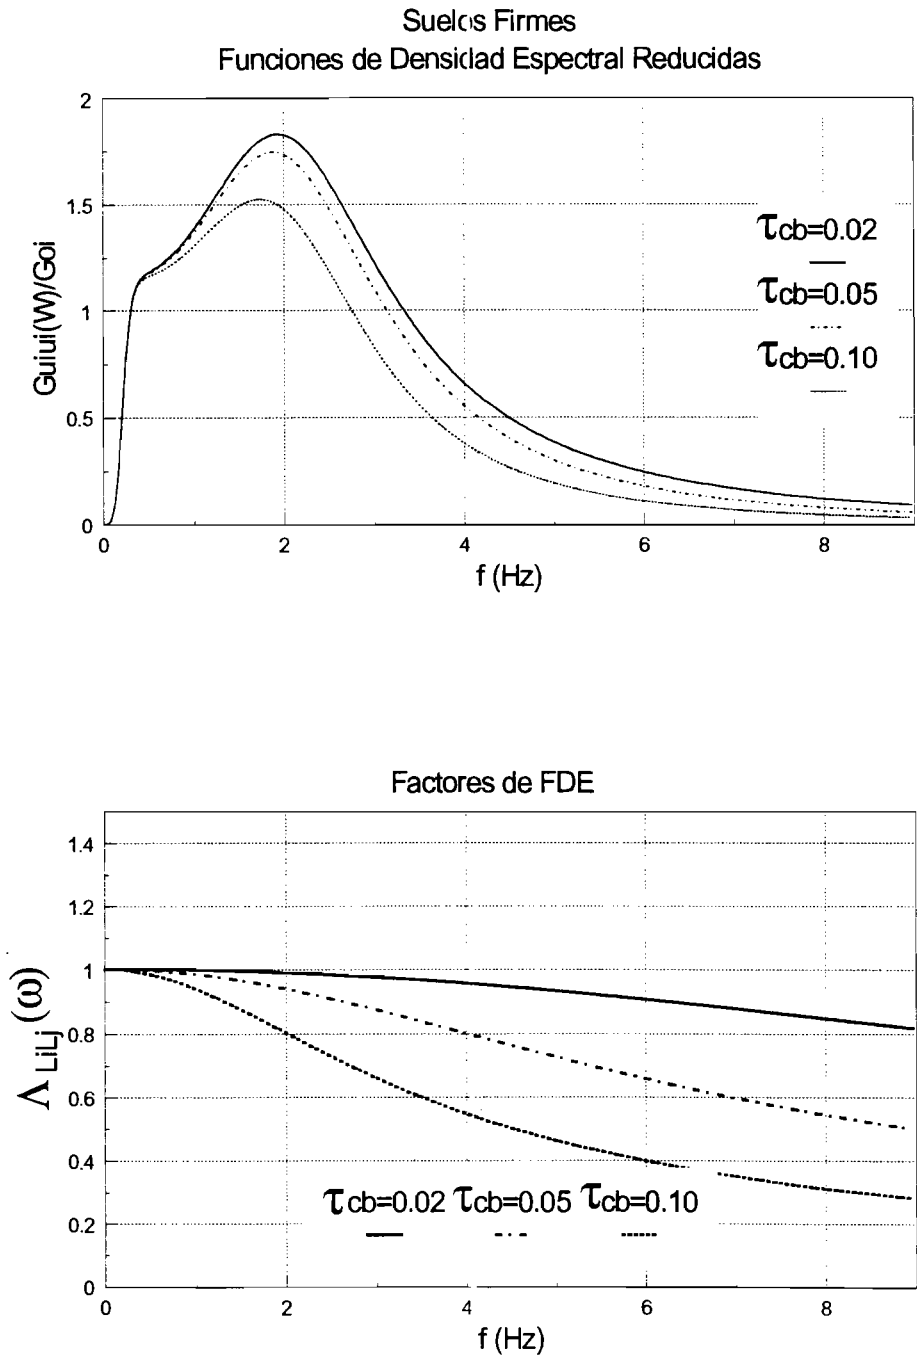 Suelos Firmes
Funciones de Densidad Espectral Reducidas
2
1.5
1
0.5
0
Guiui(W)/Goi
τcb=0.02
τcb=0.05
τcb=0.10
0 2 4 6 8
f (Hz)
Factores de FDE
1.4
1.2
1
0.8
0.6
0.4
0.2
0
Λ LiLj (ω)
τcb=0.02 τcb=0.05 τcb=0.10
0 2 4 6 8
f (Hz)